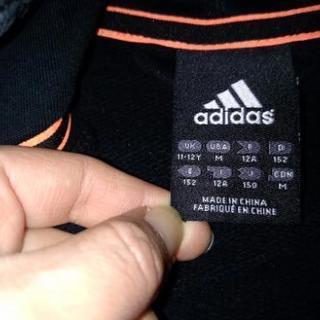 adidas
UK USA F D
11-12Y M 12A 152
E I J CDN
152 12A 150 M
MADE IN CHINA
FABRIQUÉ EN CHINE